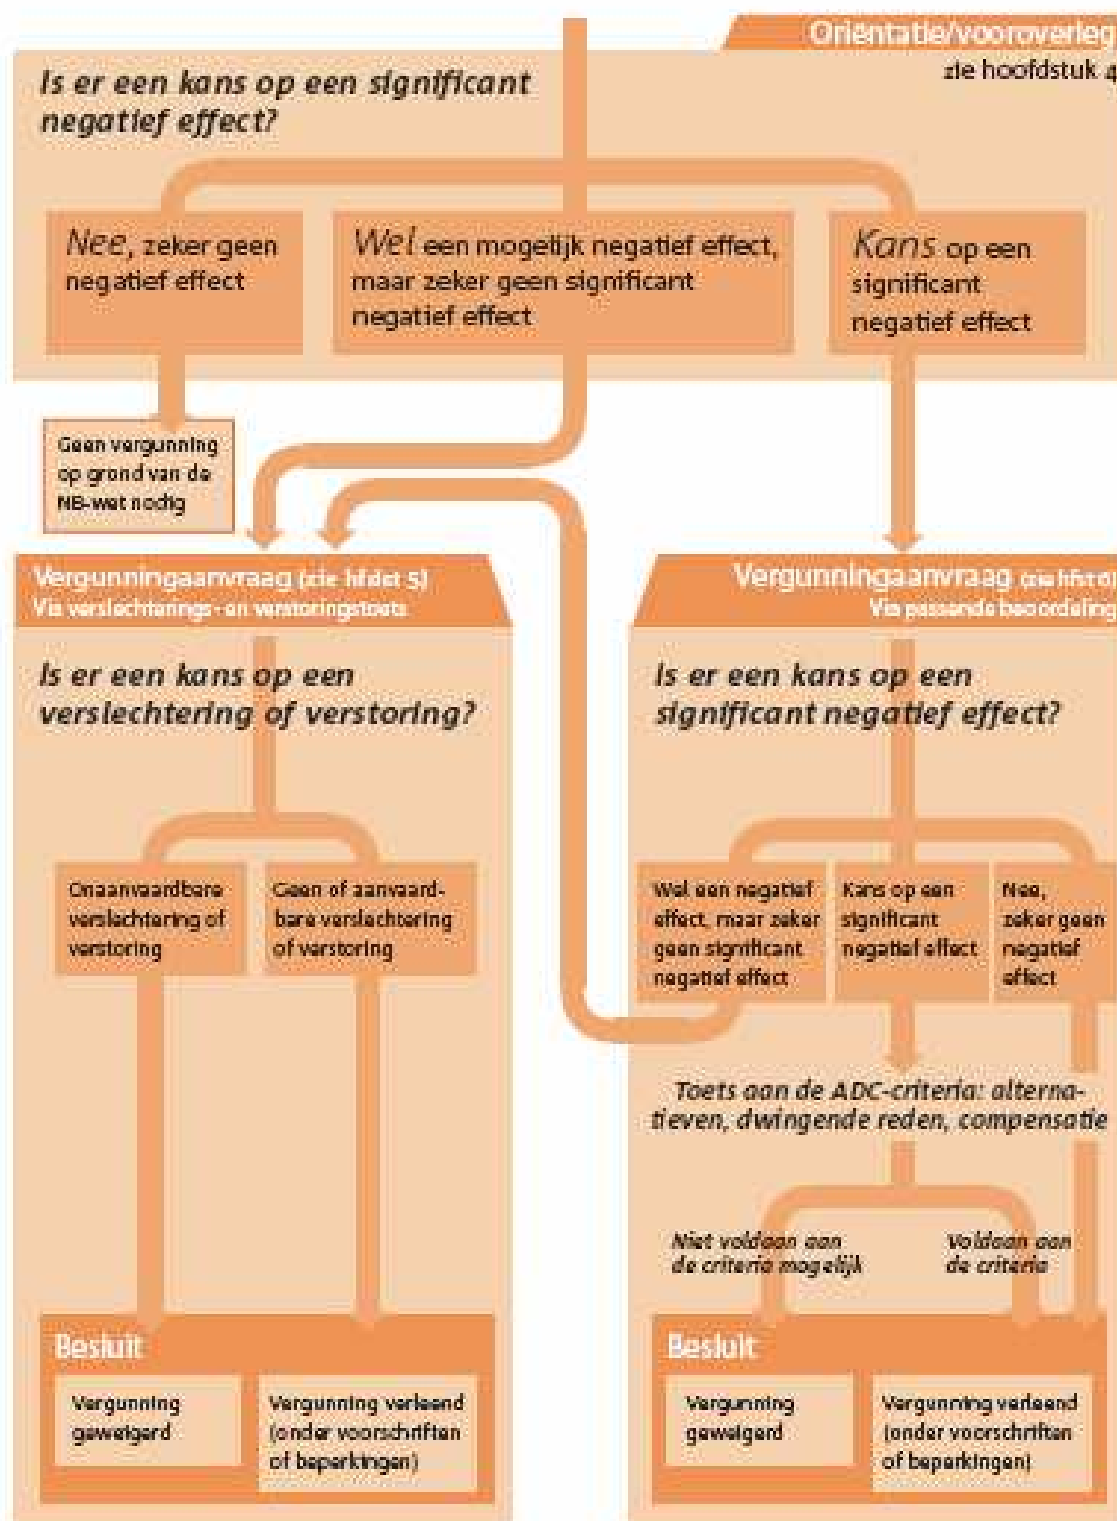 Oriëntatie/vooroverleg
zie hoofdstuk 4
Is er een kans op een significant
negatief effect?
Nee, zeker geen
negatief effect
Wel een mogelijk negatief effect,
maar zeker geen significant
negatief effect
Kans op een
significant
negatief effect
Geen vergunning
op grond van de
NB-wet nodig
Vergunningaanvraag (zie hfdst 5)
Via verslechterings- en verstoringstoets
Is er een kans op een
verslechtering of verstoring?
Onaanvaardbare
verslechtering of
verstoring
Geen of aanvaard-
bare verslechtering
of verstoring
Besluit
Vergunning
geweigerd
Vergunning verleend
(onder voorschriften
of beperkingen)
Vergunningaanvraag (zie hfst 6)
Via passende beoordeling
Is er een kans op een
significant negatief effect?
Wel een negatief
effect, maar zeker
geen significant
negatief effect
Kans op een
significant
negatief effect
Nee,
zeker geen
negatief
effect
Toets aan de ADC-criteria: alterna-
tieven, dwingende reden, compensatie
Niet voldaan aan
de criteria mogelijk
Voldaan aan
de criteria
Besluit
Vergunning
geweigerd
Vergunning verleend
(onder voorschriften
of beperkingen)